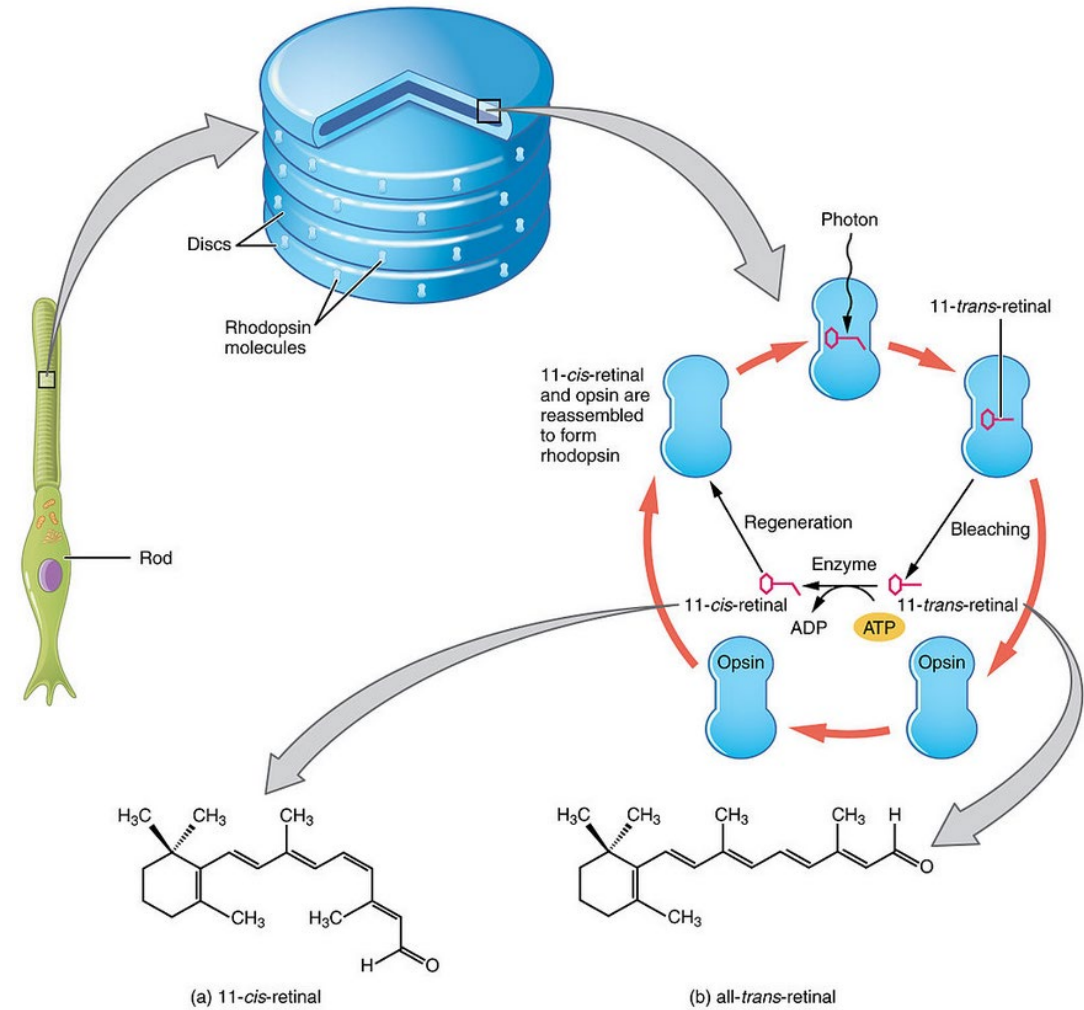 Discs
Rhodopsin
molecules
Rod
Photon
11-trans-retinal
11-cis-retinal
and opsin are
reassembled
to form
rhodopsin
Regeneration
Bleaching
Enzyme
11-cis-retinal
11-trans-retinal
ADP
ATP
Opsin
Opsin
H₃C
CH₃
CH₃
CH₃
H₃C
H
O
(a) 11-cis-retinal
H₃C
CH₃
CH₃
CH₃
H
O
CH₃
(b) all-trans-retinal